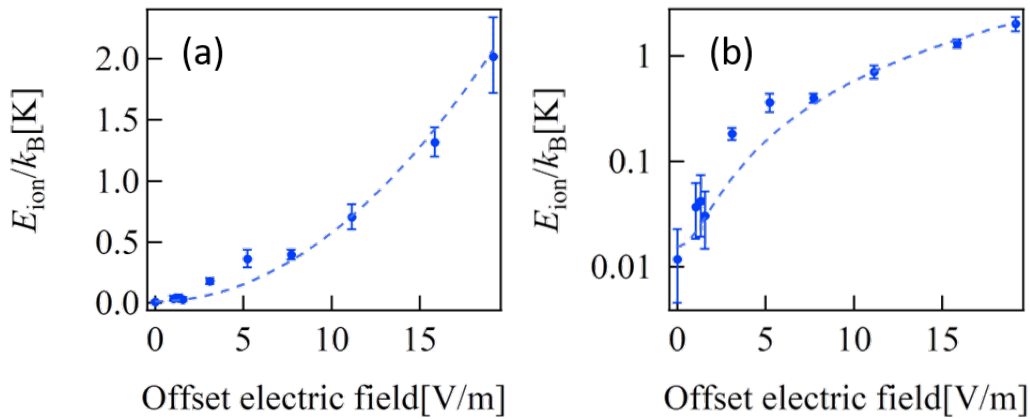 (a)
E_ion/k_B[K]
2.0
1.5
1.0
0.5
0.0
0 5 10 15
Offset electric field[V/m]
(b)
E_ion/k_B[K]
1
0.1
0.01
0 5 10 15
Offset electric field[V/m]